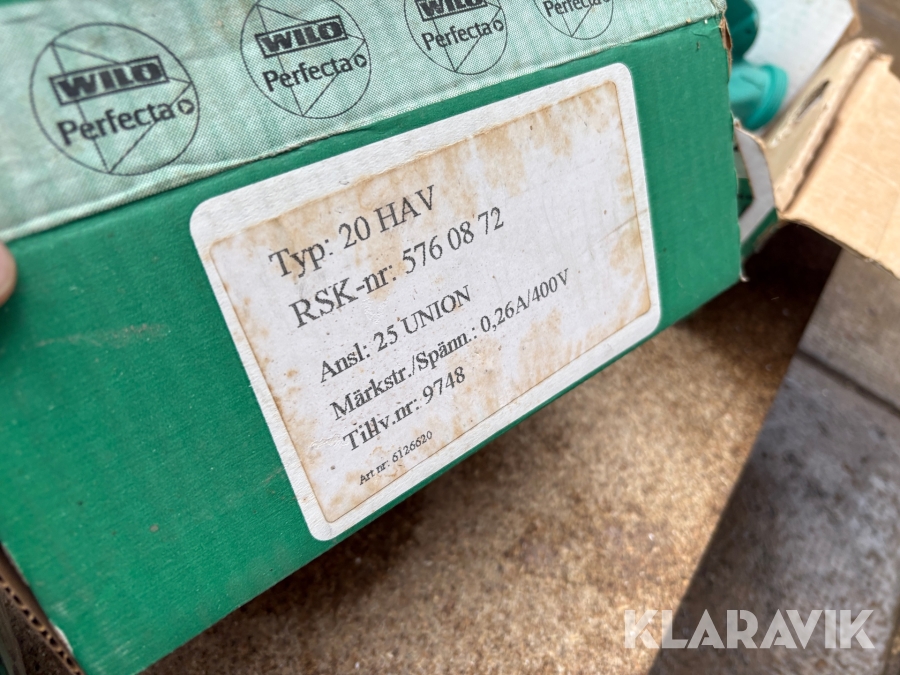 WILO
Perfecta
WILO
Perfecta
WILO
Perfecta
Perfecta
Typ: 20 HAV
RSK-nr: 576 08 72
Ansl: 25 UNION
Märkstr./Spänn.: 0,26A/400V
Tillv.nr: 9748
Art nr: 6126620
KLARAVIK